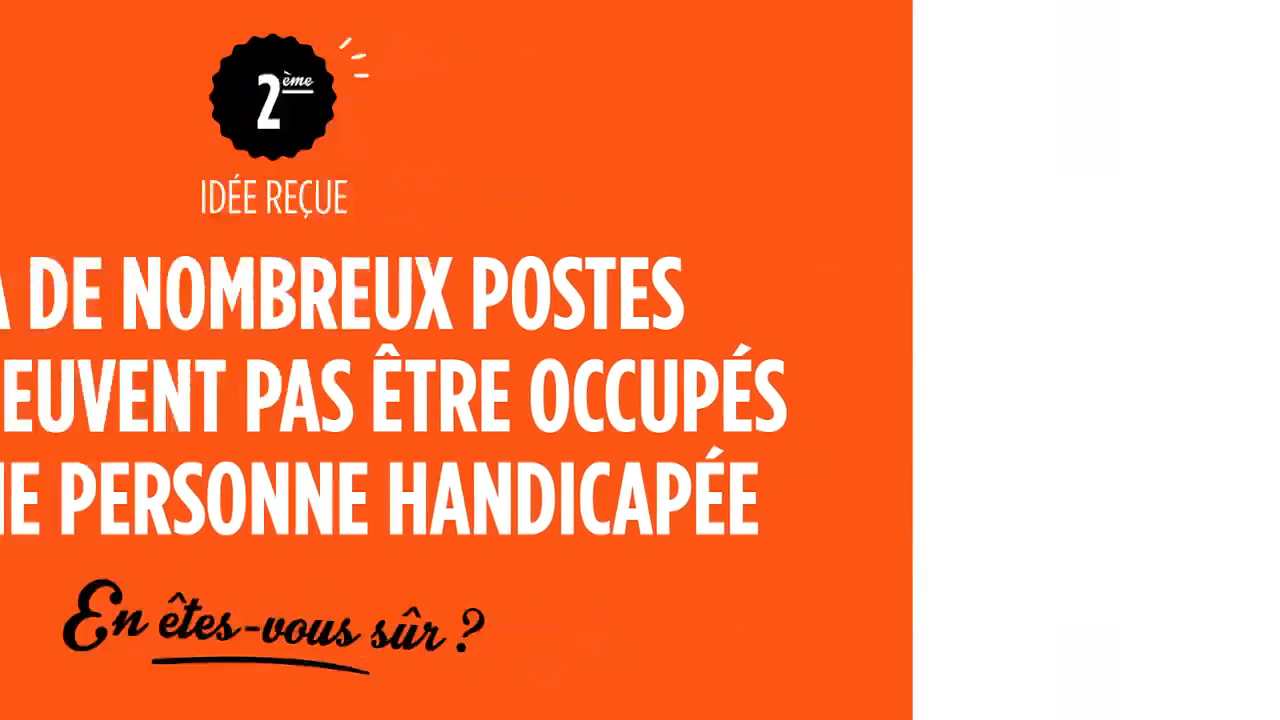 2ème
IDÉE REÇUE
A DE NOMBREUX POSTES
EUVENT PAS ÊTRE OCCUPÉS
NE PERSONNE HANDICAPÉE
En êtes-vous sûr ?